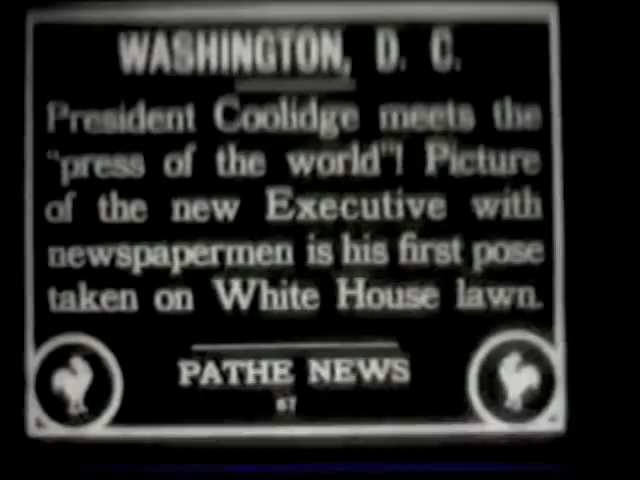 WASHINGTON, D. C.
President Coolidge meets the
"press of the world"! Picture
of the new Executive with
newspapermen is his first pose
taken on White House lawn.
PATHE NEWS
67